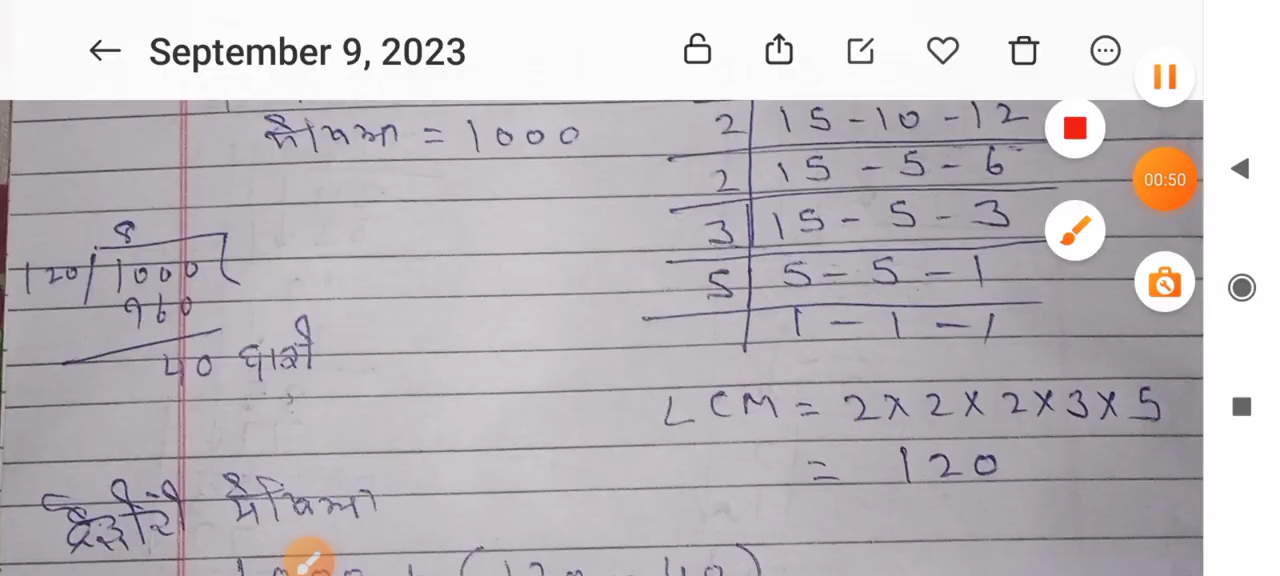 September 9, 2023
00:50
ਸੰਖਿਆ = 1000
2 15 - 10 - 12
2 15 - 5 - 6
3 15 - 5 - 3
5 5 - 5 - 1
1 - 1 - 1
8
120 / 1000
960
40 ਬਾਕੀ
LCM = 2 X 2 X 2 X 3 X 5
= 120
ਸੰਖਿਆ